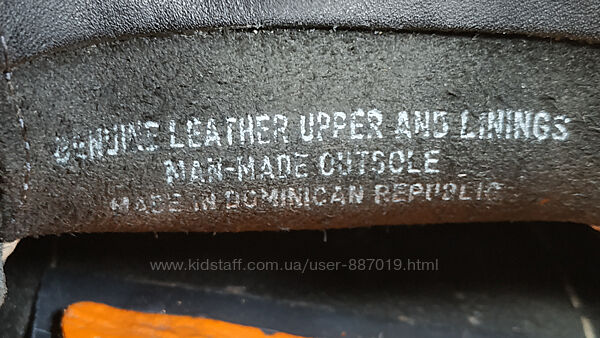 GENUINE LEATHER UPPER AND LININGS
MAN-MADE OUTSOLE
MADE IN DOMINICAN REPUBLIC
www.kidstaff.com.ua/user-887019.html